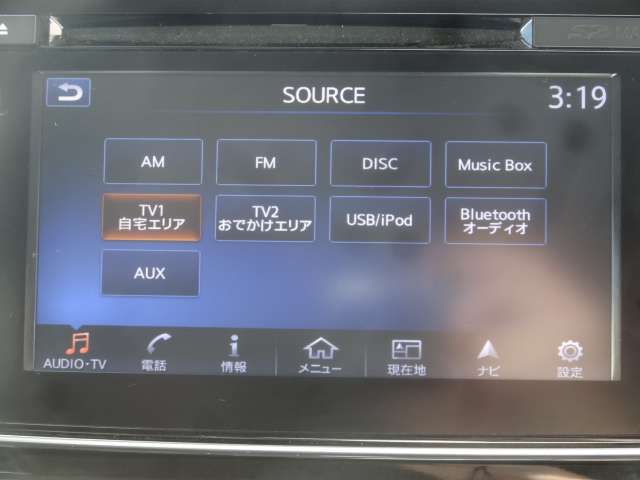 SOURCE
3:19
AM
FM
DISC
Music Box
TV1
自宅エリア
TV2
おでかけエリア
USB/iPod
Bluetooth
オーディオ
AUX
AUDIO・TV
電話
情報
メニュー
現在地
ナビ
設定